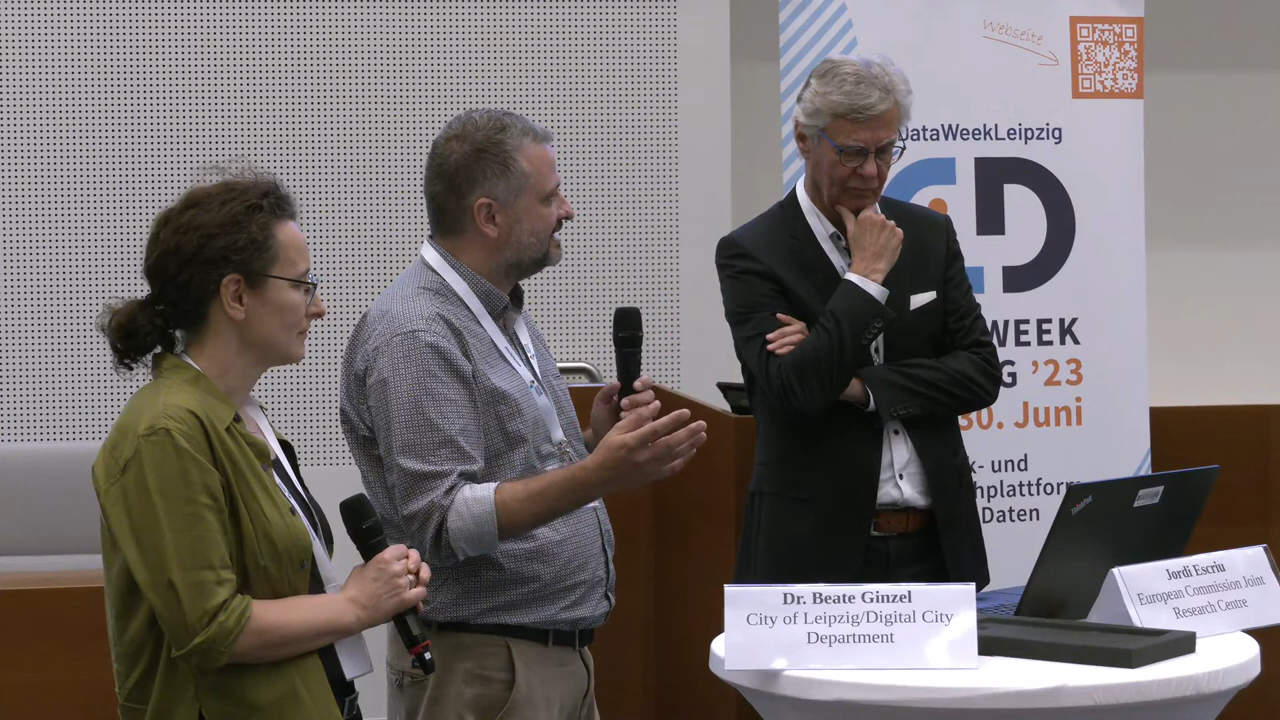 Webseite
DataWeekLeipzig
D
WEEK
G '23
30. Juni
k- und
hplattform
Daten
ThinkPad
Dr. Beate Ginzel
City of Leipzig/Digital City
Department
Jordi Escriu
European Commission Joint
Research Centre